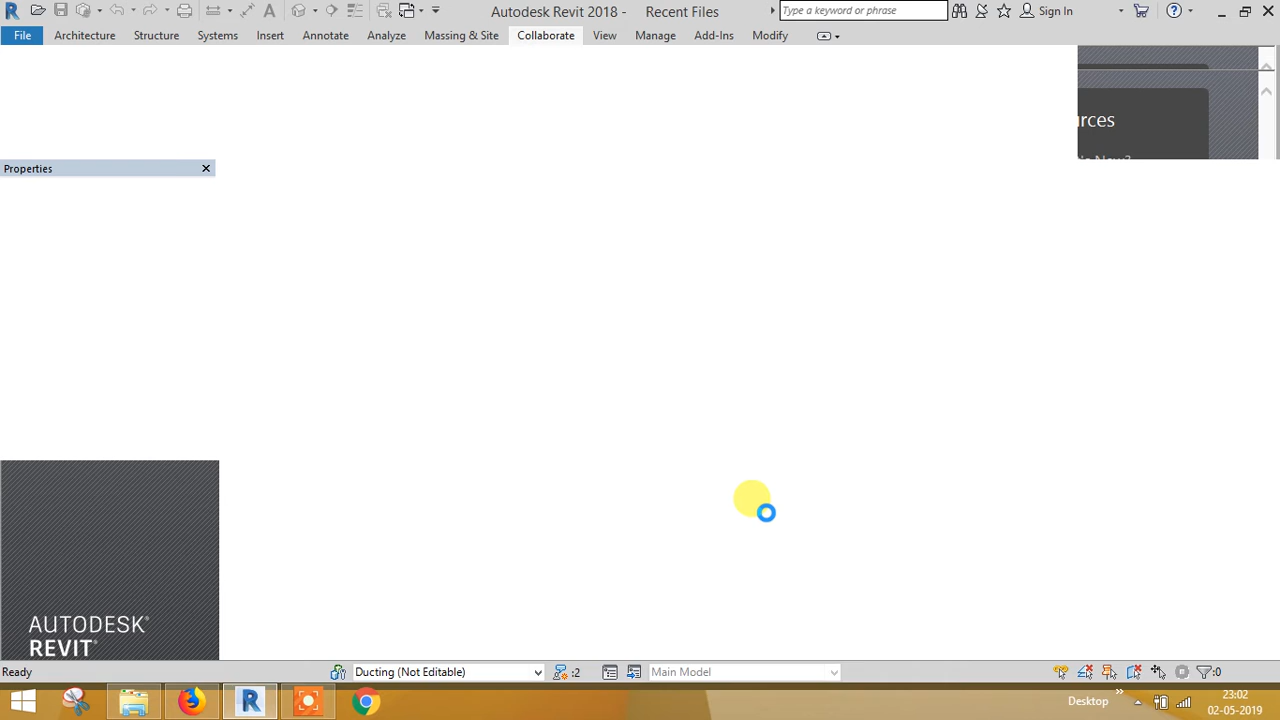 Autodesk Revit 2018 - Recent Files
Type a keyword or phrase
Sign In
File Architecture Structure Systems Insert Annotate Analyze Massing & Site Collaborate View Manage Add-Ins Modify
Properties
AUTODESK®
REVIT®
Ready
Ducting (Not Editable)
:2
Main Model
:0
Desktop
23:02
02-05-2019